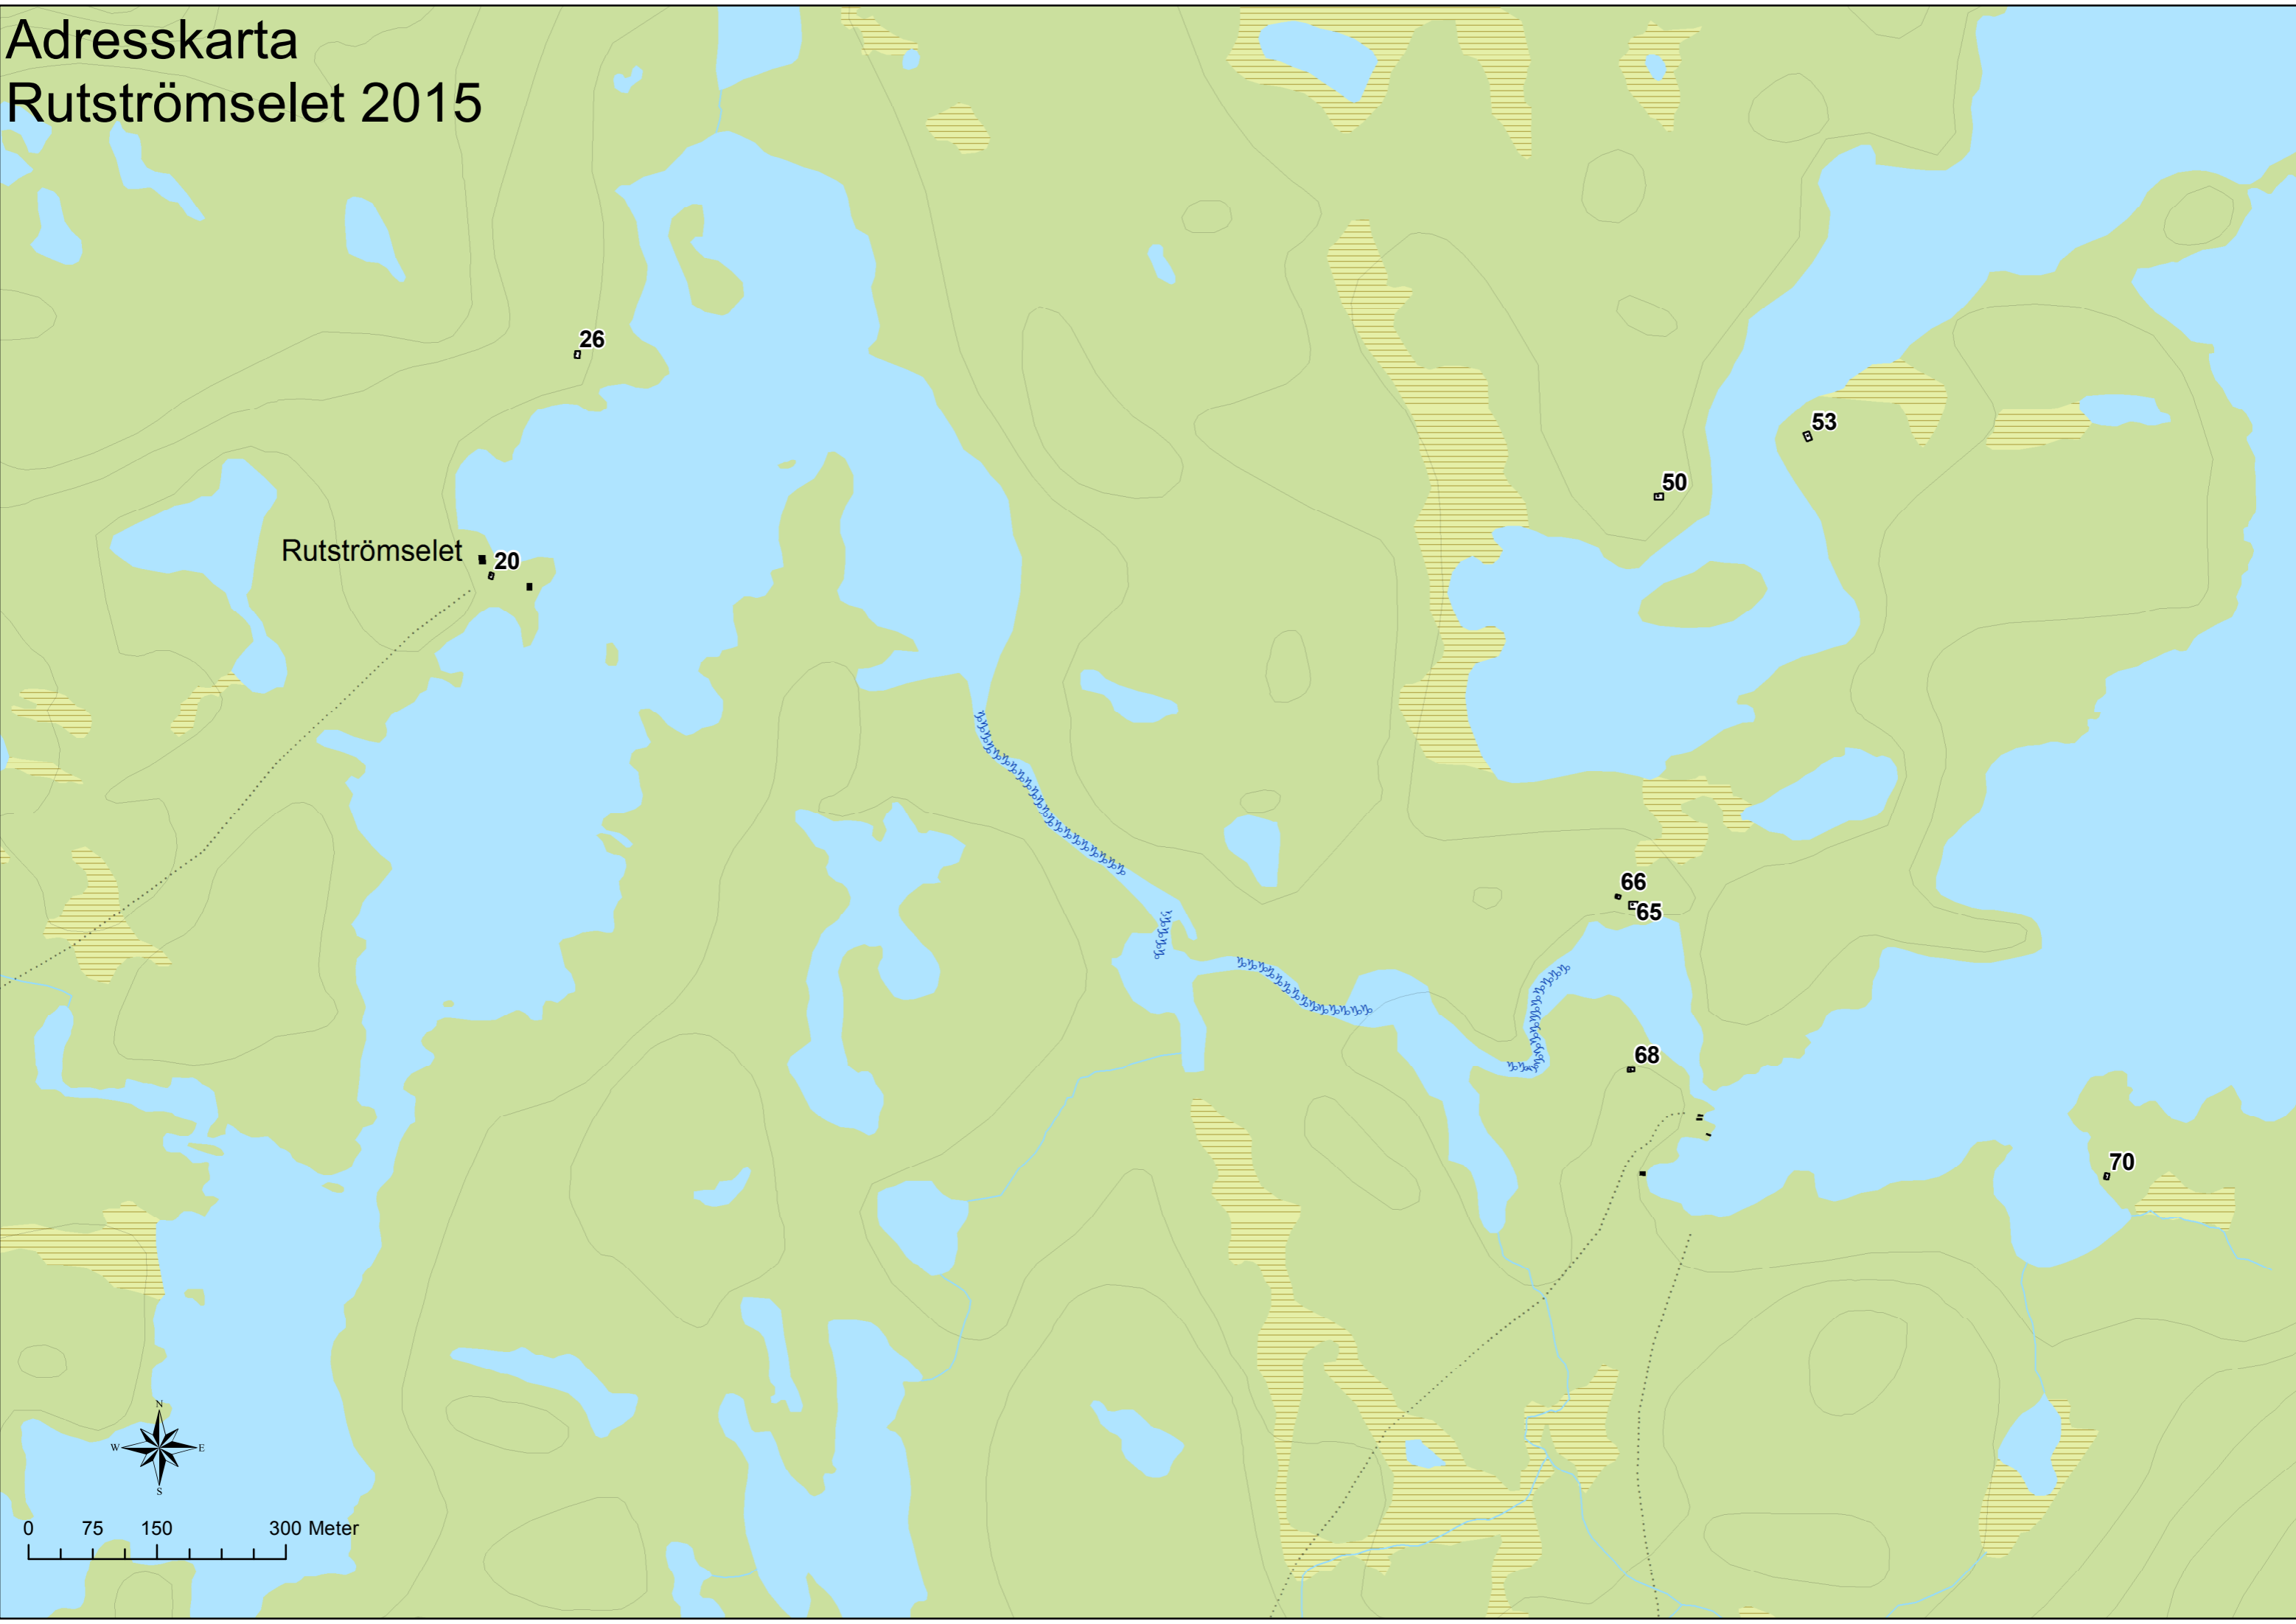 Adresskarta
Rutströmselet 2015
26
53
50
Rutströmselet
20
66
65
68
70
N
W E
S
0 75 150 300 Meter